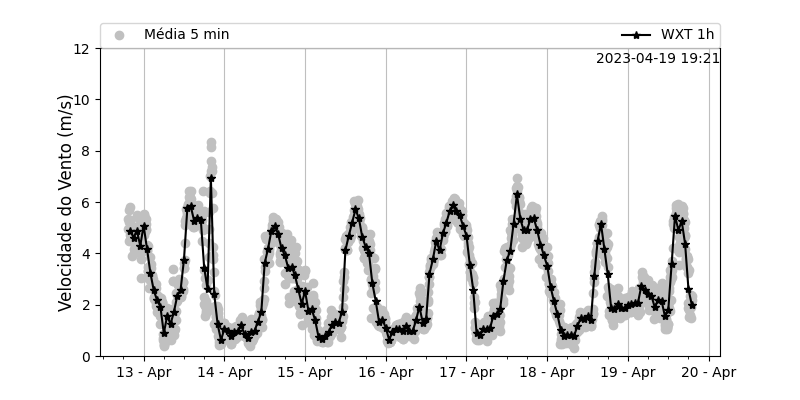 Média 5 min
WXT 1h
2023-04-19 19:21
Velocidade do Vento (m/s)
12
10
8
6
4
2
0
13 - Apr
14 - Apr
15 - Apr
16 - Apr
17 - Apr
18 - Apr
19 - Apr
20 - Apr